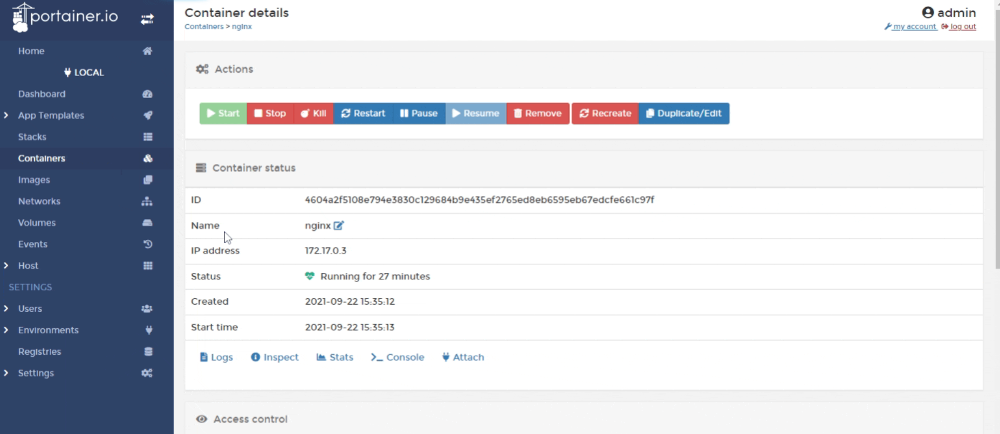 portainer.io
Home
LOCAL
Dashboard
App Templates
Stacks
Containers
Images
Networks
Volumes
Events
Host
SETTINGS
Users
Environments
Registries
Settings
Container details
Containers > nginx
admin
my account log out
Actions
Start Stop Kill Restart Pause Resume Remove Recreate Duplicate/Edit
Container status
ID 4604a2f5108e794e3830c129684b9e435ef2765ed8eb6595eb67edcfe661c97f
Name nginx
IP address 172.17.0.3
Status Running for 27 minutes
Created 2021-09-22 15:35:12
Start time 2021-09-22 15:35:13
Logs Inspect Stats Console Attach
Access control